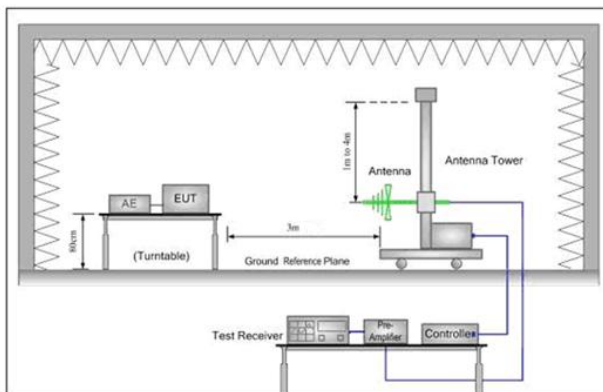 1m to 4m
Antenna
Antenna Tower
AE
EUT
80cm
(Turntable)
3m
Ground Reference Plane
Test Receiver
Pre-
Amplifier
Controller